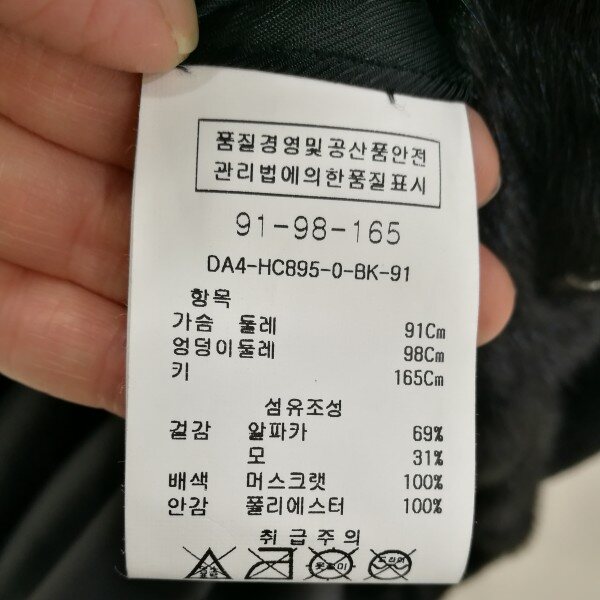 품질경영및공산품안전
관리법에의한품질표시
91-98-165
DA4-HC895-0-BK-91
항목
가슴 둘레 91Cm
엉덩이둘레 98Cm
키 165Cm
섬유조성
겉감 알파카 69%
모 31%
배색 머스크랫 100%
안감 폴리에스터 100%
취급주의
드라이